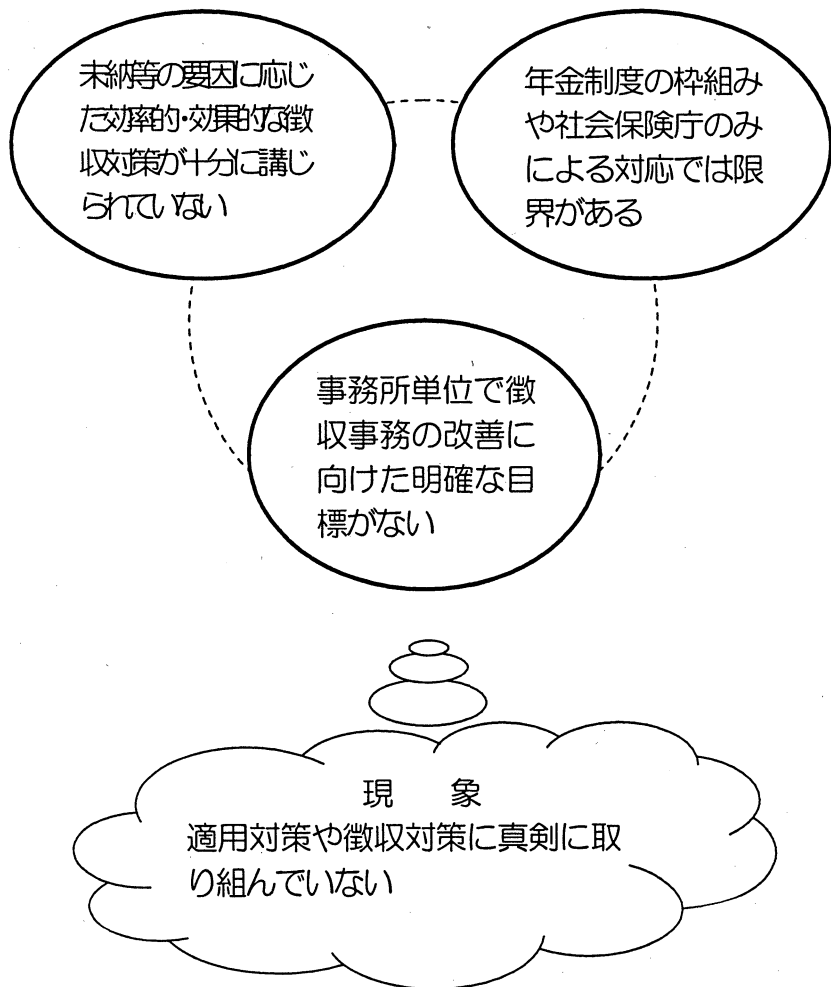 未納等の要因に応じ
た効率的・効果的な徴
収対策が十分に講じ
られていない
年金制度の枠組み
や社会保険庁のみ
による対応では限
界がある
事務所単位で徴
収事務の改善に
向けた明確な目
標がない
現　象
適用対策や徴収対策に真剣に取
り組んでいない